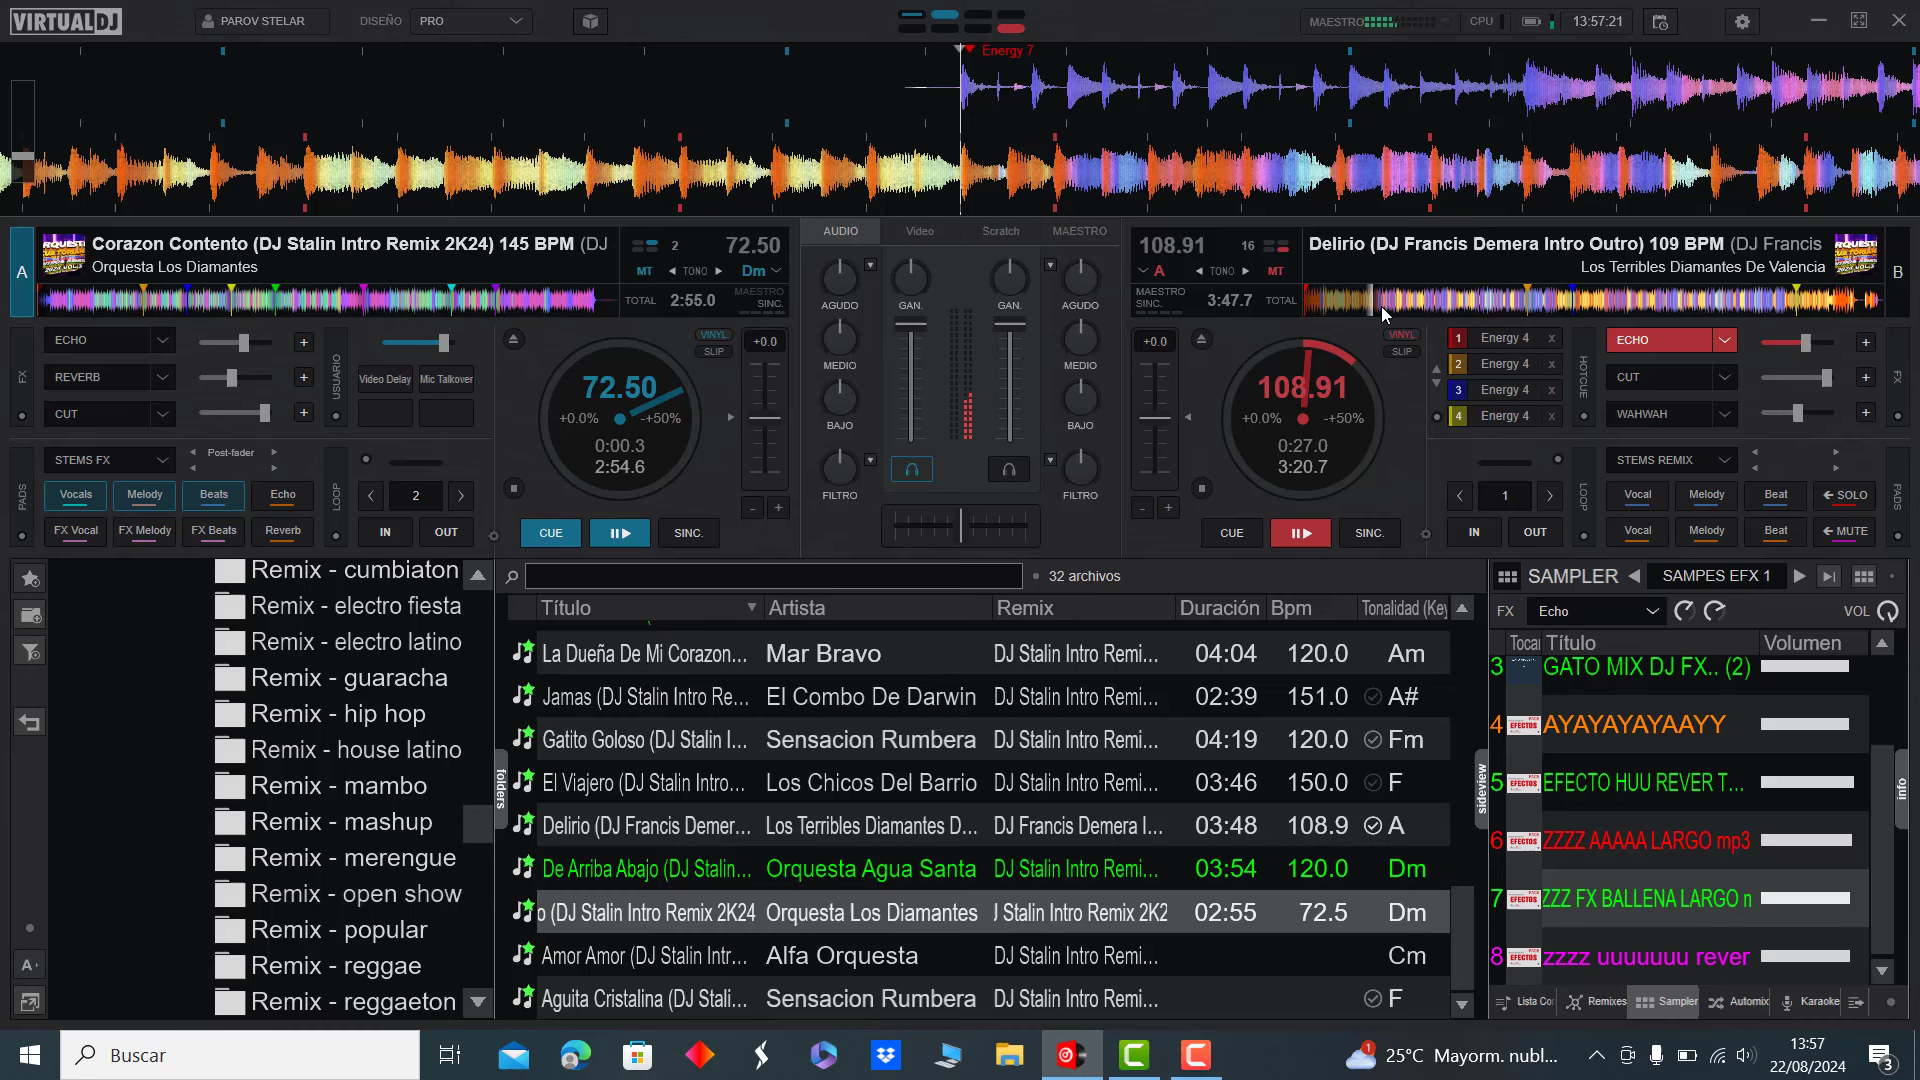 VIRTUALDJ
PAROV STELAR
DISEÑO
PRO
MAESTRO
CPU
13:57:21
Energy 7
A
Corazon Contento (DJ Stalin Intro Remix 2K24) 145 BPM (DJ
Orquesta Los Diamantes
2
72.50
MT
TONO
Dm
TOTAL
2:55.0
MAESTRO
SINC.
AUDIO
Video
Scratch
MAESTRO
108.91
16
A
TONO
MT
MAESTRO
SINC.
3:47.7
TOTAL
Delirio (DJ Francis Demera Intro Outro) 109 BPM (DJ Francis
Los Terribles Diamantes De Valencia
B
FX
ECHO
REVERB
CUT
USUARIO
Video Delay
Mic Talkover
VINYL
SLIP
72.50
+0.0%
50%
0:00.3
2:54.6
+0.0
AGUDO
MEDIO
BAJO
FILTRO
GAN.
GAN.
AGUDO
MEDIO
BAJO
FILTRO
+0.0
VINYL
SLIP
108.91
+0.0%
50%
0:27.0
3:20.7
1 Energy 4 x
2 Energy 4 x
3 Energy 4 x
4 Energy 4 x
HOTCUE
ECHO
CUT
WAHWAH
FX
PADS
STEMS FX
Post-fader
Vocals
Melody
Beats
Echo
FX Vocal
FX Melody
FX Beats
Reverb
LOOP
2
IN
OUT
CUE
SINC.
CUE
SINC.
1
IN
OUT
LOOP
STEMS REMIX
Vocal
Melody
Beat
SOLO
Vocal
Melody
Beat
MUTE
PADS
Remix - cumbiaton
Remix - electro fiesta
Remix - electro latino
Remix - guaracha
Remix - hip hop
Remix - house latino
Remix - mambo
Remix - mashup
Remix - merengue
Remix - open show
Remix - popular
Remix - reggae
Remix - reggaeton
folders
32 archivos
Título Artista Remix Duración Bpm Tonalidad (Key
La Dueña De Mi Corazon... Mar Bravo DJ Stalin Intro Remi... 04:04 120.0 Am
Jamas (DJ Stalin Intro Re... El Combo De Darwin DJ Stalin Intro Remi... 02:39 151.0 A#
Gatito Goloso (DJ Stalin I... Sensacion Rumbera DJ Stalin Intro Remi... 04:19 120.0 Fm
El Viajero (DJ Stalin Intro... Los Chicos Del Barrio DJ Stalin Intro Remi... 03:46 150.0 F
Delirio (DJ Francis Demer... Los Terribles Diamantes D... DJ Francis Demera I... 03:48 108.9 A
De Arriba Abajo (DJ Stalin... Orquesta Agua Santa DJ Stalin Intro Remi... 03:54 120.0 Dm
o (DJ Stalin Intro Remix 2K24 Orquesta Los Diamantes J Stalin Intro Remix 2K2 02:55 72.5 Dm
Amor Amor (DJ Stalin Intr... Alfa Orquesta DJ Stalin Intro Remi... Cm
Aguita Cristalina (DJ Stali... Sensacion Rumbera DJ Stalin Intro Remi... F
sideview
SAMPLER
SAMPES EFX 1
FX
Echo
VOL
Tocar Título Volumen
3 GATO MIX DJ FX.. (2)
4 AYAYAYAYAAYY
5 EFECTO HUU REVER T...
6 ZZZZ AAAAA LARGO mp3
7 ZZZ FX BALLENA LARGO n
8 zzzz uuuuuuu rever
info
Lista Cor
Remixes
Sampler
Automix
Karaoke
Buscar
1
25°C Mayorm. nubl...
13:57
22/08/2024
3